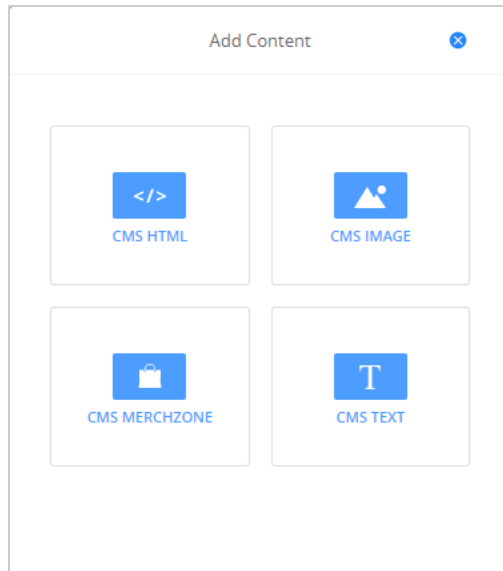 Add Content
</>
CMS HTML
CMS IMAGE
CMS MERCHZONE
T
CMS TEXT